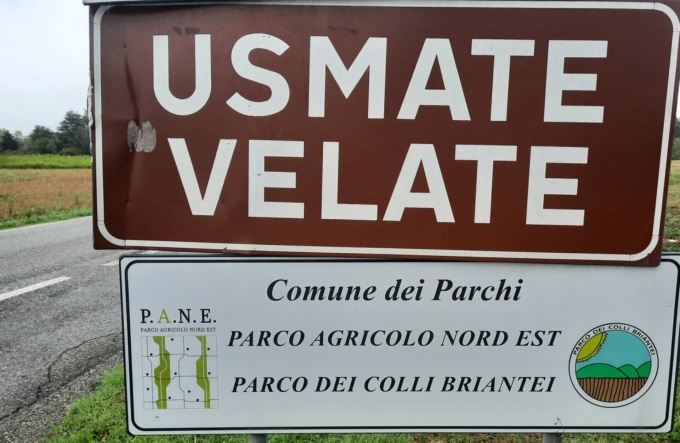 USMATE
VELATE
Comune dei Parchi
P.A.N.E.
PARCO AGRICOLO NORD EST
PARCO AGRICOLO NORD EST
PARCO DEI COLLI BRIANTEI
PARCO DEI COLLI BRIANTEI